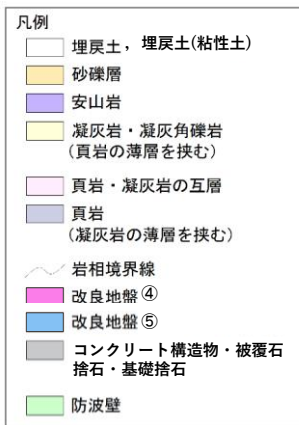 凡例
埋戻土，埋戻土(粘性土)
砂礫層
安山岩
凝灰岩・凝灰角礫岩
(頁岩の薄層を挟む)
頁岩・凝灰岩の互層
頁岩
(凝灰岩の薄層を挟む)
岩相境界線
改良地盤④
改良地盤⑤
コンクリート構造物・被覆石
捨石・基礎捨石
防波壁